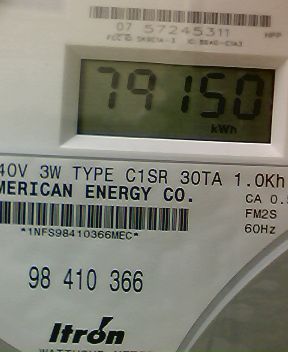 07 57245311
79150
kWh
40V 3W TYPE C1SR 30TA 1.0Kh
MERICAN ENERGY CO.
CA 0.5
FM2S
60Hz
*1NFS98410366MEC*
98 410 366
Itron